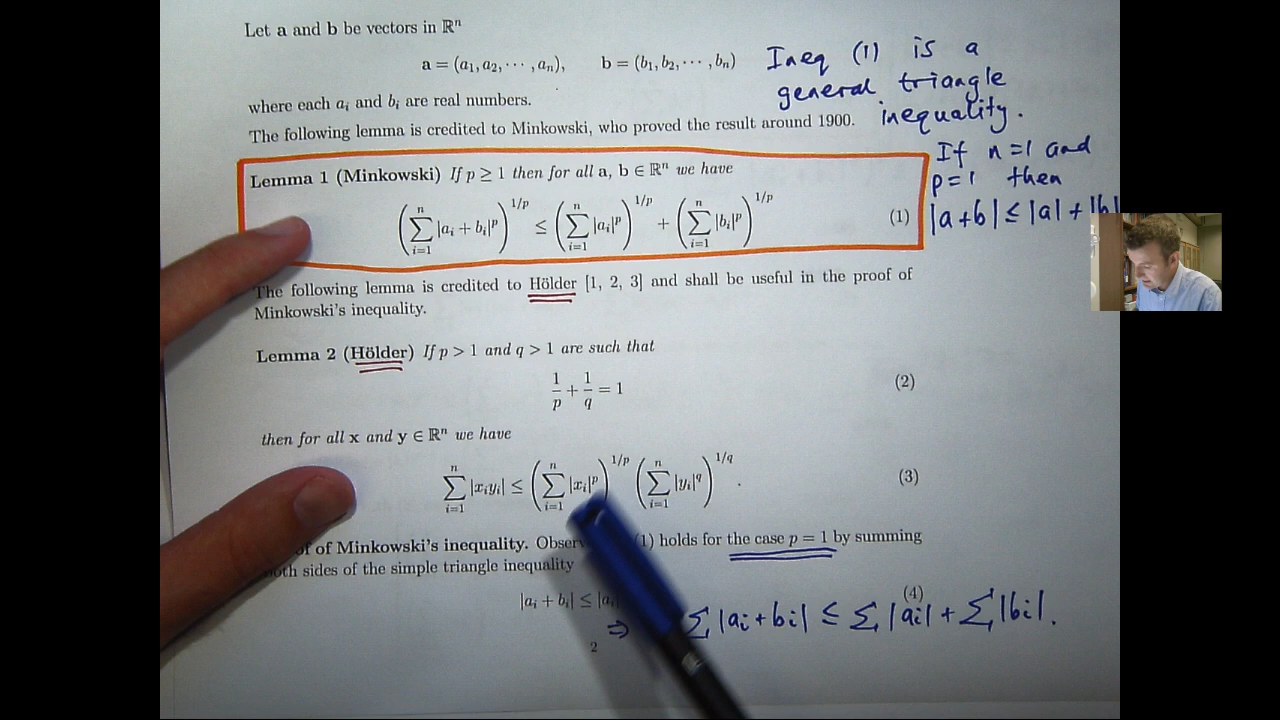 Let a and b be vectors in ℝⁿ
a = (a₁, a₂, ⋯ , aₙ),   b = (b₁, b₂, ⋯ , bₙ)
where each aᵢ and bᵢ are real numbers.
The following lemma is credited to Minkowski, who proved the result around 1900.
Ineq (1) is a
general triangle
inequality.
If n=1 and
p=1 then
|a+b| ≤ |a| + |b|
Lemma 1 (Minkowski) If p ≥ 1 then for all a, b ∈ ℝⁿ we have
(∑ⁿᵢ₌₁ |aᵢ + bᵢ|ᵖ)^{1/p} ≤ (∑ⁿᵢ₌₁ |aᵢ|ᵖ)^{1/p} + (∑ⁿᵢ₌₁ |bᵢ|ᵖ)^{1/p}   (1)
The following lemma is credited to Hölder [1, 2, 3] and shall be useful in the proof of
Minkowski's inequality.
Lemma 2 (Hölder) If p > 1 and q > 1 are such that
1/p + 1/q = 1   (2)
then for all x and y ∈ ℝⁿ we have
∑ⁿᵢ₌₁ |xᵢyᵢ| ≤ (∑ⁿᵢ₌₁ |xᵢ|ᵖ)^{1/p} (∑ⁿᵢ₌₁ |yᵢ|^q)^{1/q}.   (3)
of Minkowski's inequality. (1) holds for the case p = 1 by summing
sides of the simple triangle inequality
|aᵢ + bᵢ| ≤   (4)
⇒ ∑ |aᵢ + bᵢ| ≤ ∑ |aᵢ| + ∑ |bᵢ|.
2